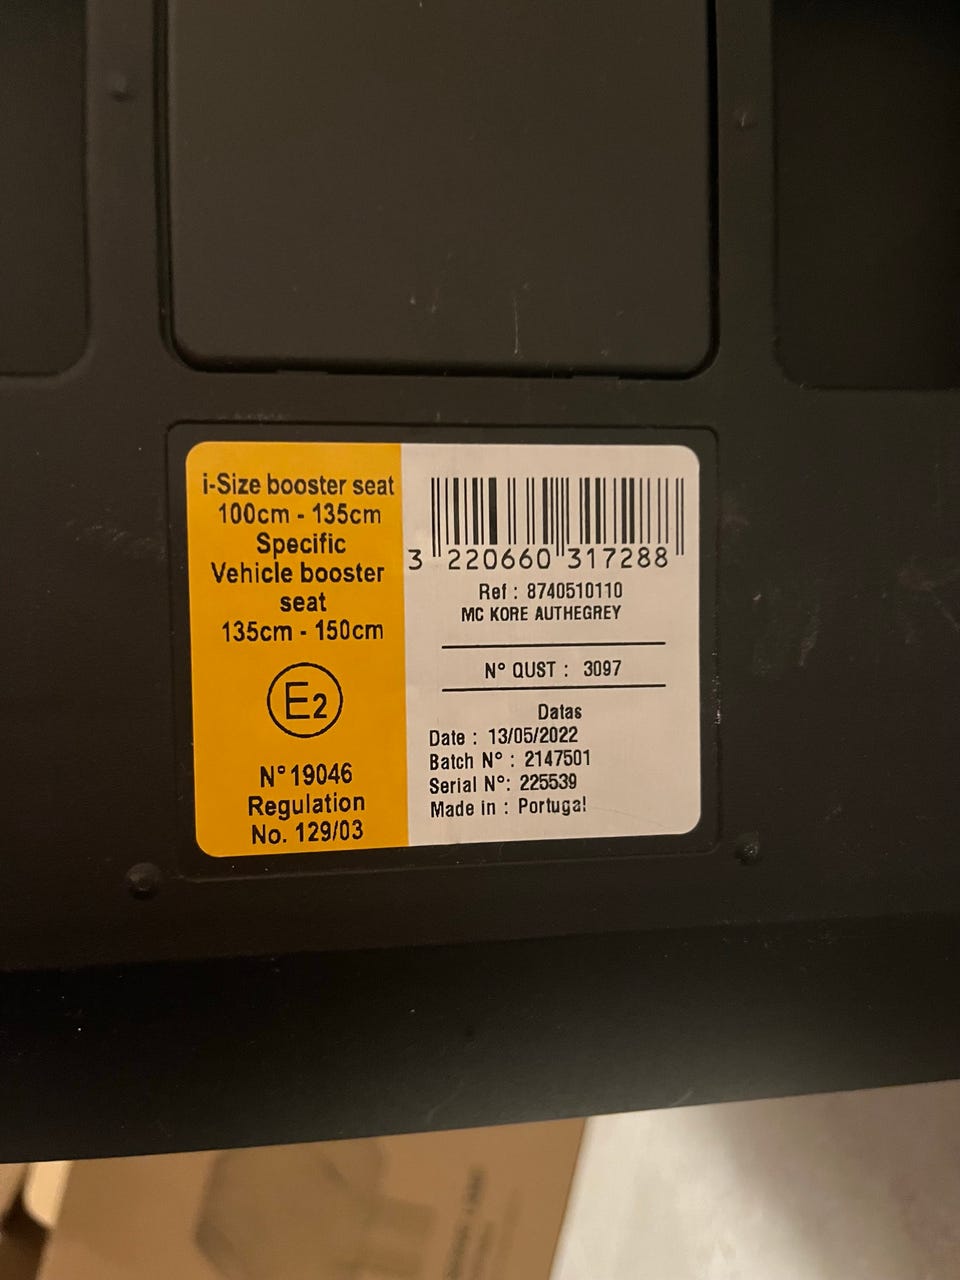 i-Size booster seat
100cm - 135cm
Specific
Vehicle booster
seat
135cm - 150cm
E2
N° 19046
Regulation
No. 129/03
3 220660 317288
Ref : 8740510110
MC KORE AUTHEGREY
N° QUST : 3097
Datas
Date : 13/05/2022
Batch N° : 2147501
Serial N°: 225539
Made in : Portugal